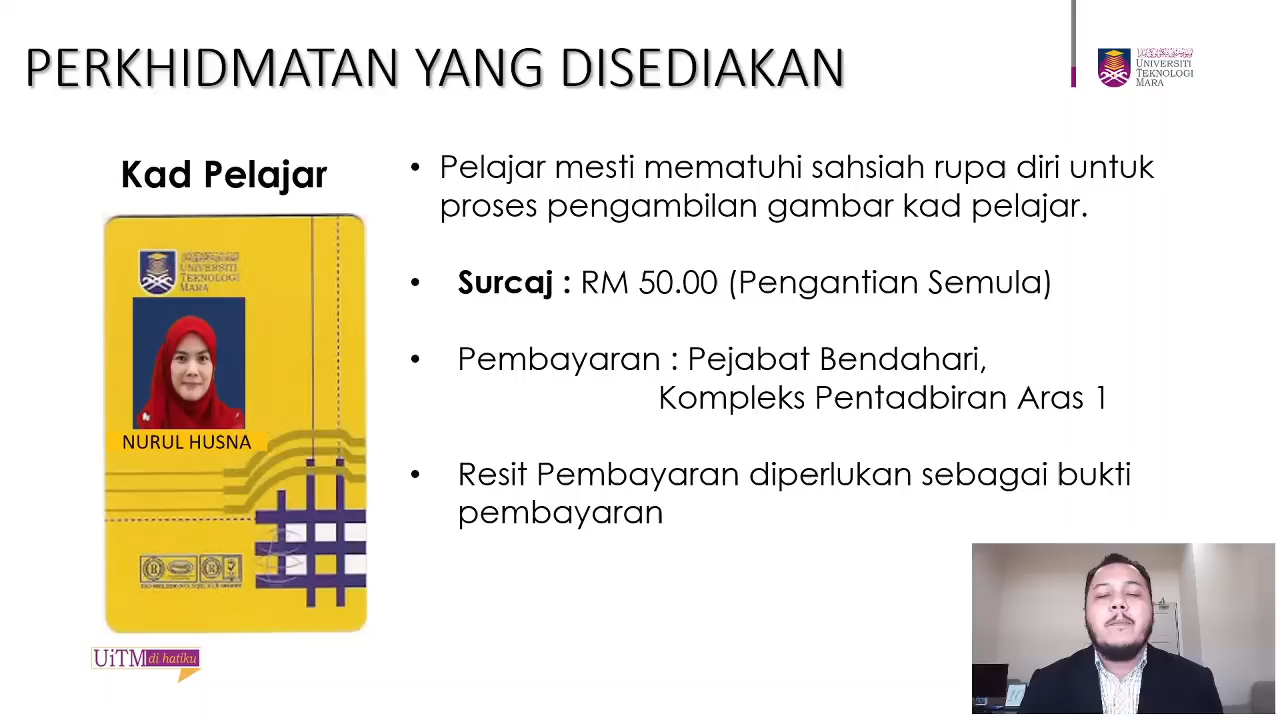 PERKHIDMATAN YANG DISEDIAKAN
UNIVERSITI
TEKNOLOGI
MARA
Kad Pelajar
UNIVERSITI
TEKNOLOGI
MARA
NURUL HUSNA
UiTM di hatiku
• Pelajar mesti mematuhi sahsiah rupa diri untuk
proses pengambilan gambar kad pelajar.
• Surcaj : RM 50.00 (Pengantian Semula)
• Pembayaran : Pejabat Bendahari,
Kompleks Pentadbiran Aras 1
• Resit Pembayaran diperlukan sebagai bukti
pembayaran